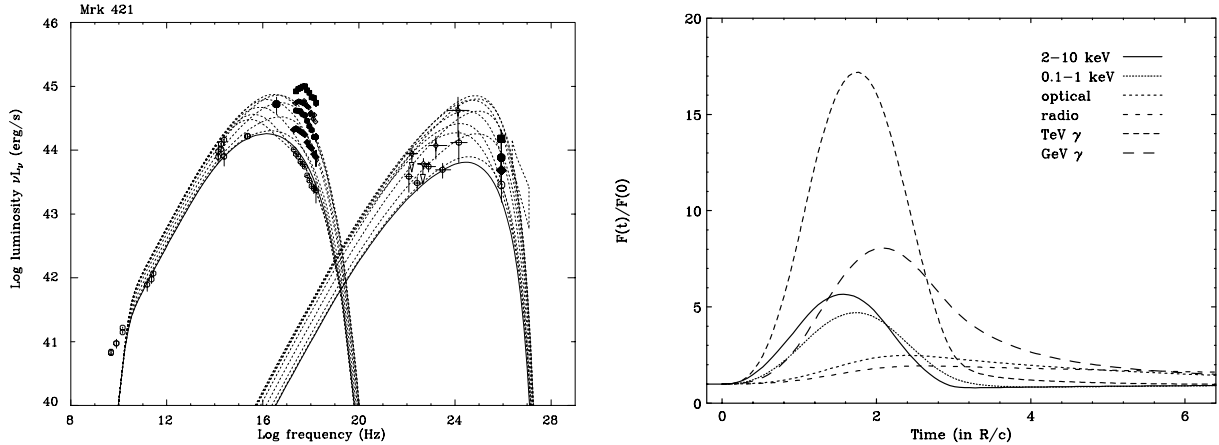 Mrk 421
Log luminosity νLᵥ (erg/s)
46
45
44
43
42
41
40
8
12
16
20
24
28
Log frequency (Hz)
F(t)/F(0)
20
15
10
5
0
0
2
4
6
Time (in R/c)
2-10 keV
0.1-1 keV
optical
radio
TeV γ
GeV γ